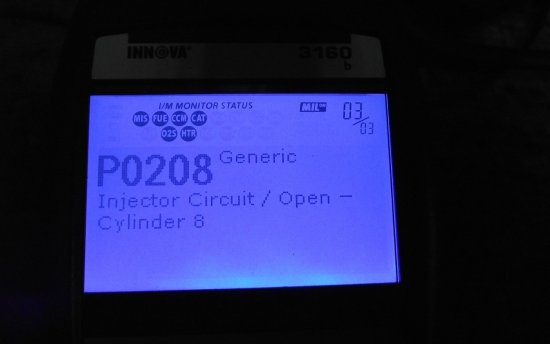 INNOVA®
3160
b
I/M MONITOR STATUS
MIL
03/03
MIS FUE CCM CAT
O2S HTR
P0208 Generic
Injector Circuit / Open –
Cylinder 8